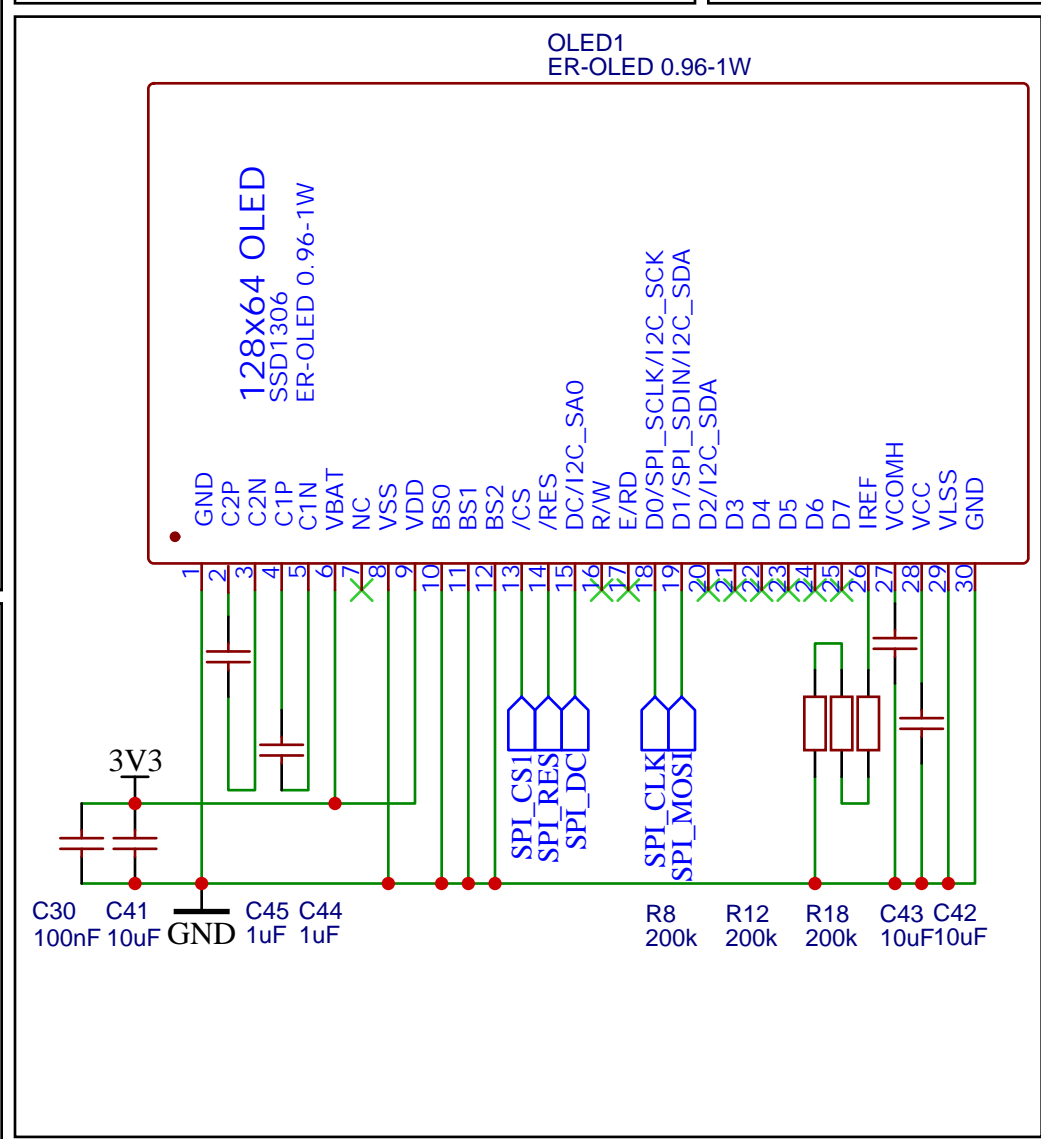 OLED1
ER-OLED 0.96-1W
128x64 OLED
SSD1306
ER-OLED 0.96-1W
GND
C2P
C2N
C1P
C1N
VBAT
NC
VSS
VDD
BS0
BS1
BS2
/CS
/RES
DC/I2C_SA0
R/W
E/RD
D0/SPI_SCLK/I2C_SCK
D1/SPI_SDIN/I2C_SDA
D2/I2C_SDA
D3
D4
D5
D6
D7
IREF
VCOMH
VCC
VLSS
GND
1
2
3
4
5
6
7
8
9
10
11
12
13
14
15
16
17
18
19
20
21
22
23
24
25
26
27
28
29
30
3V3
SPI_CS1
SPI_RES
SPI_DC
SPI_CLK
SPI_MOSI
GND
C30
100nF
C41
10uF
C45
1uF
C44
1uF
R8
200k
R12
200k
R18
200k
C43
10uF
C42
10uF